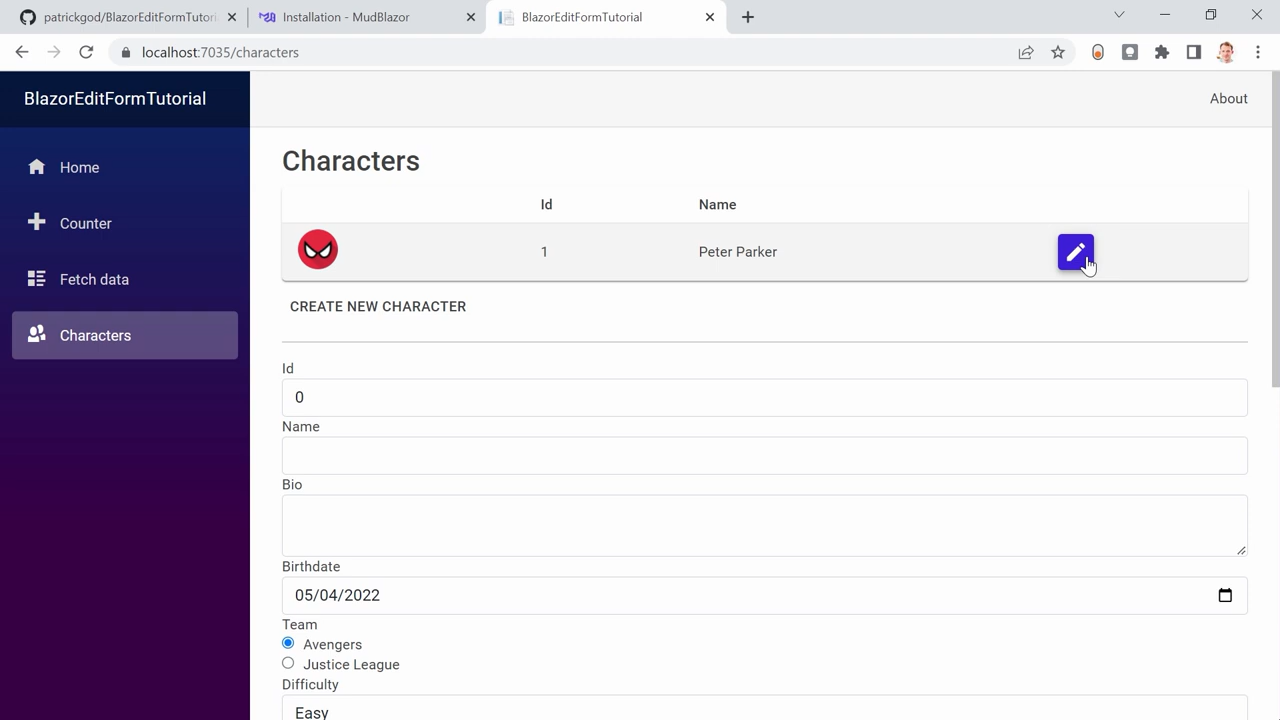 patrickgod/BlazorEditFormTutori
Installation - MudBlazor
BlazorEditFormTutorial
localhost:7035/characters
BlazorEditFormTutorial
About
Home
Counter
Fetch data
Characters
Characters
Id Name
1 Peter Parker
CREATE NEW CHARACTER
Id
0
Name
Bio
Birthdate
05/04/2022
Team
Avengers
Justice League
Difficulty
Easy